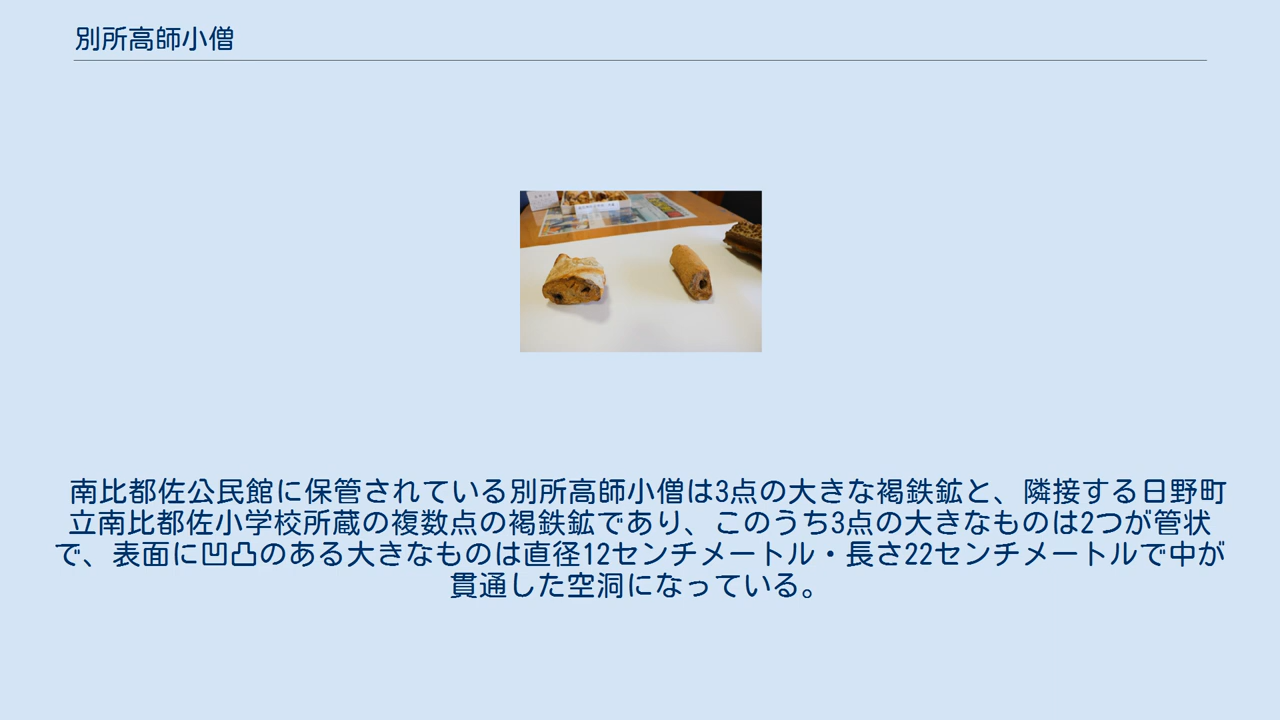 別所高師小僧
南比都佐公民館に保管されている別所高師小僧は3点の大きな褐鉄鉱と、隣接する日野町
立南比都佐小学校所蔵の複数点の褐鉄鉱であり、このうち3点の大きなものは2つが管状
で、表面に凹凸のある大きなものは直径12センチメートル・長さ22センチメートルで中が
貫通した空洞になっている。